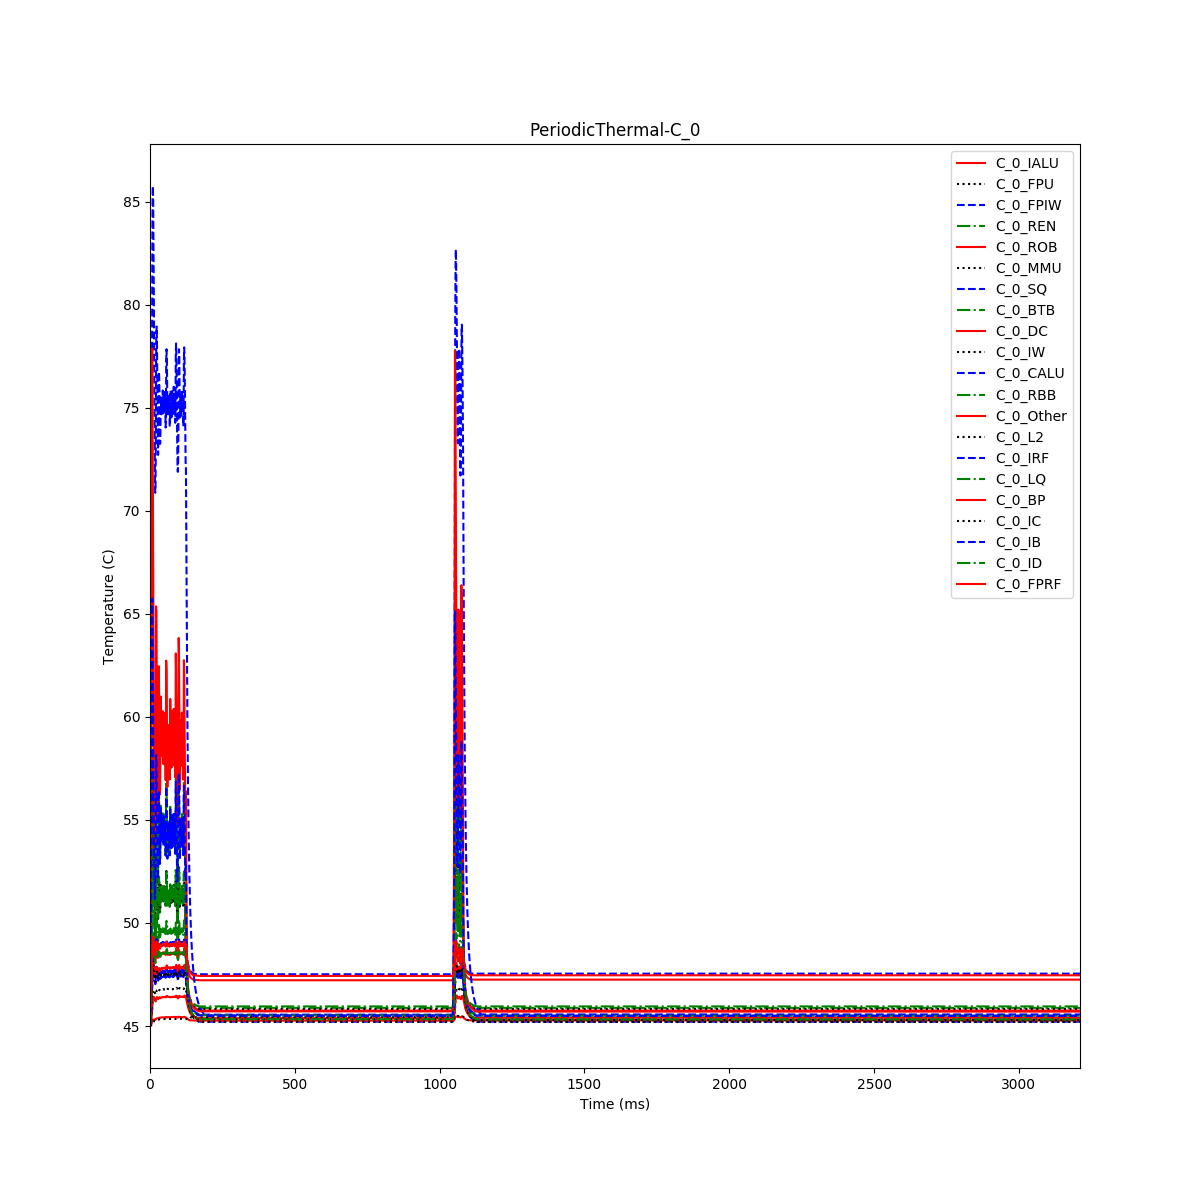 PeriodicThermal-C_0
C_0_IALU
C_0_FPU
C_0_FPIW
C_0_REN
C_0_ROB
C_0_MMU
C_0_SQ
C_0_BTB
C_0_DC
C_0_IW
C_0_CALU
C_0_RBB
C_0_Other
C_0_L2
C_0_IRF
C_0_LQ
C_0_BP
C_0_IC
C_0_IB
C_0_ID
C_0_FPRF
85
80
75
70
65
60
55
50
45
Temperature (C)
0 500 1000 1500 2000 2500 3000
Time (ms)